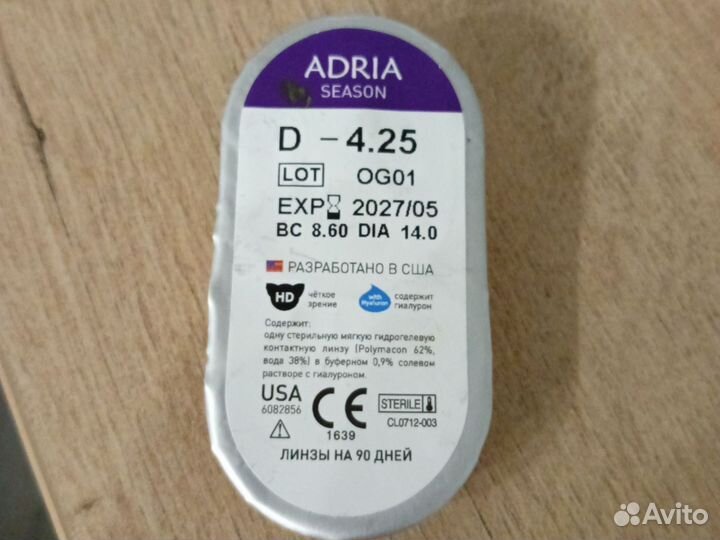 ADRIA
SEASON
D - 4.25
LOT OG01
EXP 2027/05
BC 8.60 DIA 14.0
РАЗРАБОТАНО В США
HD чёткое зрение
with Hyaluron содержит гиалурон
Содержит:
одну стерильную мягкую гидрогелевую
контактную линзу (Polymacon 62%,
вода 38%) в буферном 0,9% солевом
растворе с гиалуроном.
USA
6082856
CE
1639
STERILE
CL0712-003
ЛИНЗЫ НА 90 ДНЕЙ
Avito